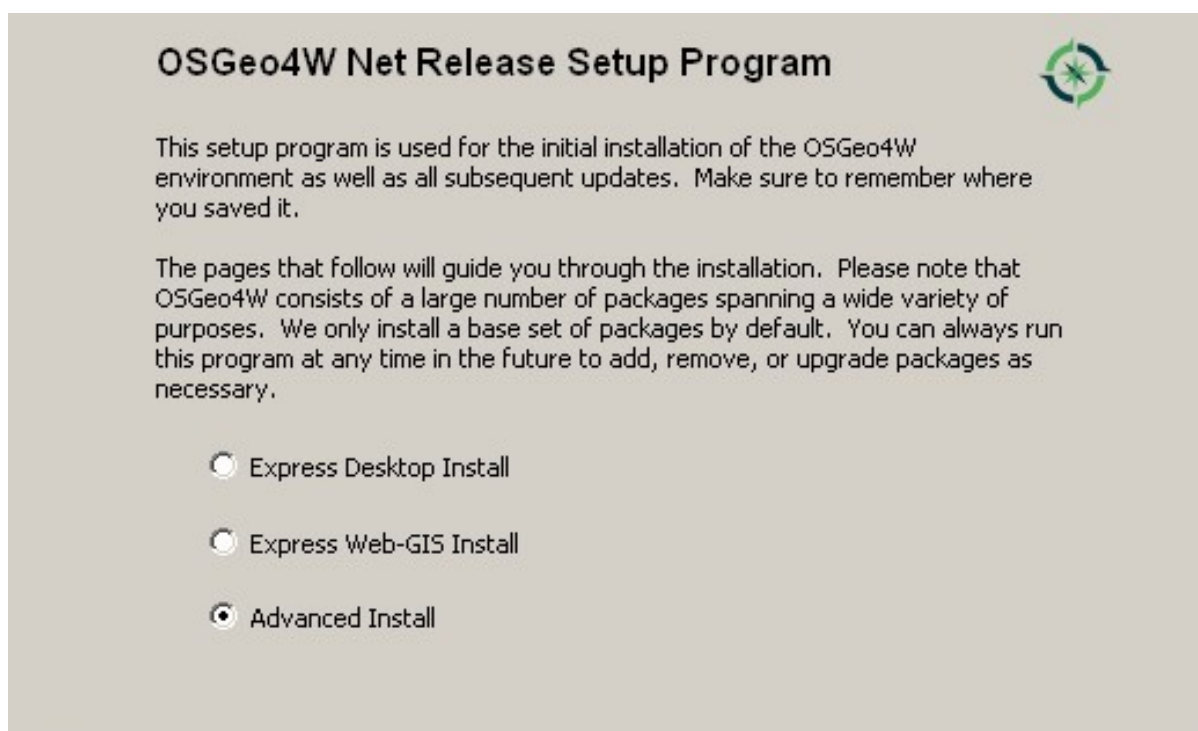 OSGeo4W Net Release Setup Program
This setup program is used for the initial installation of the OSGeo4W
environment as well as all subsequent updates.  Make sure to remember where
you saved it.
The pages that follow will guide you through the installation.  Please note that
OSGeo4W consists of a large number of packages spanning a wide variety of
purposes.  We only install a base set of packages by default.  You can always run
this program at any time in the future to add, remove, or upgrade packages as
necessary.
Express Desktop Install
Express Web-GIS Install
Advanced Install